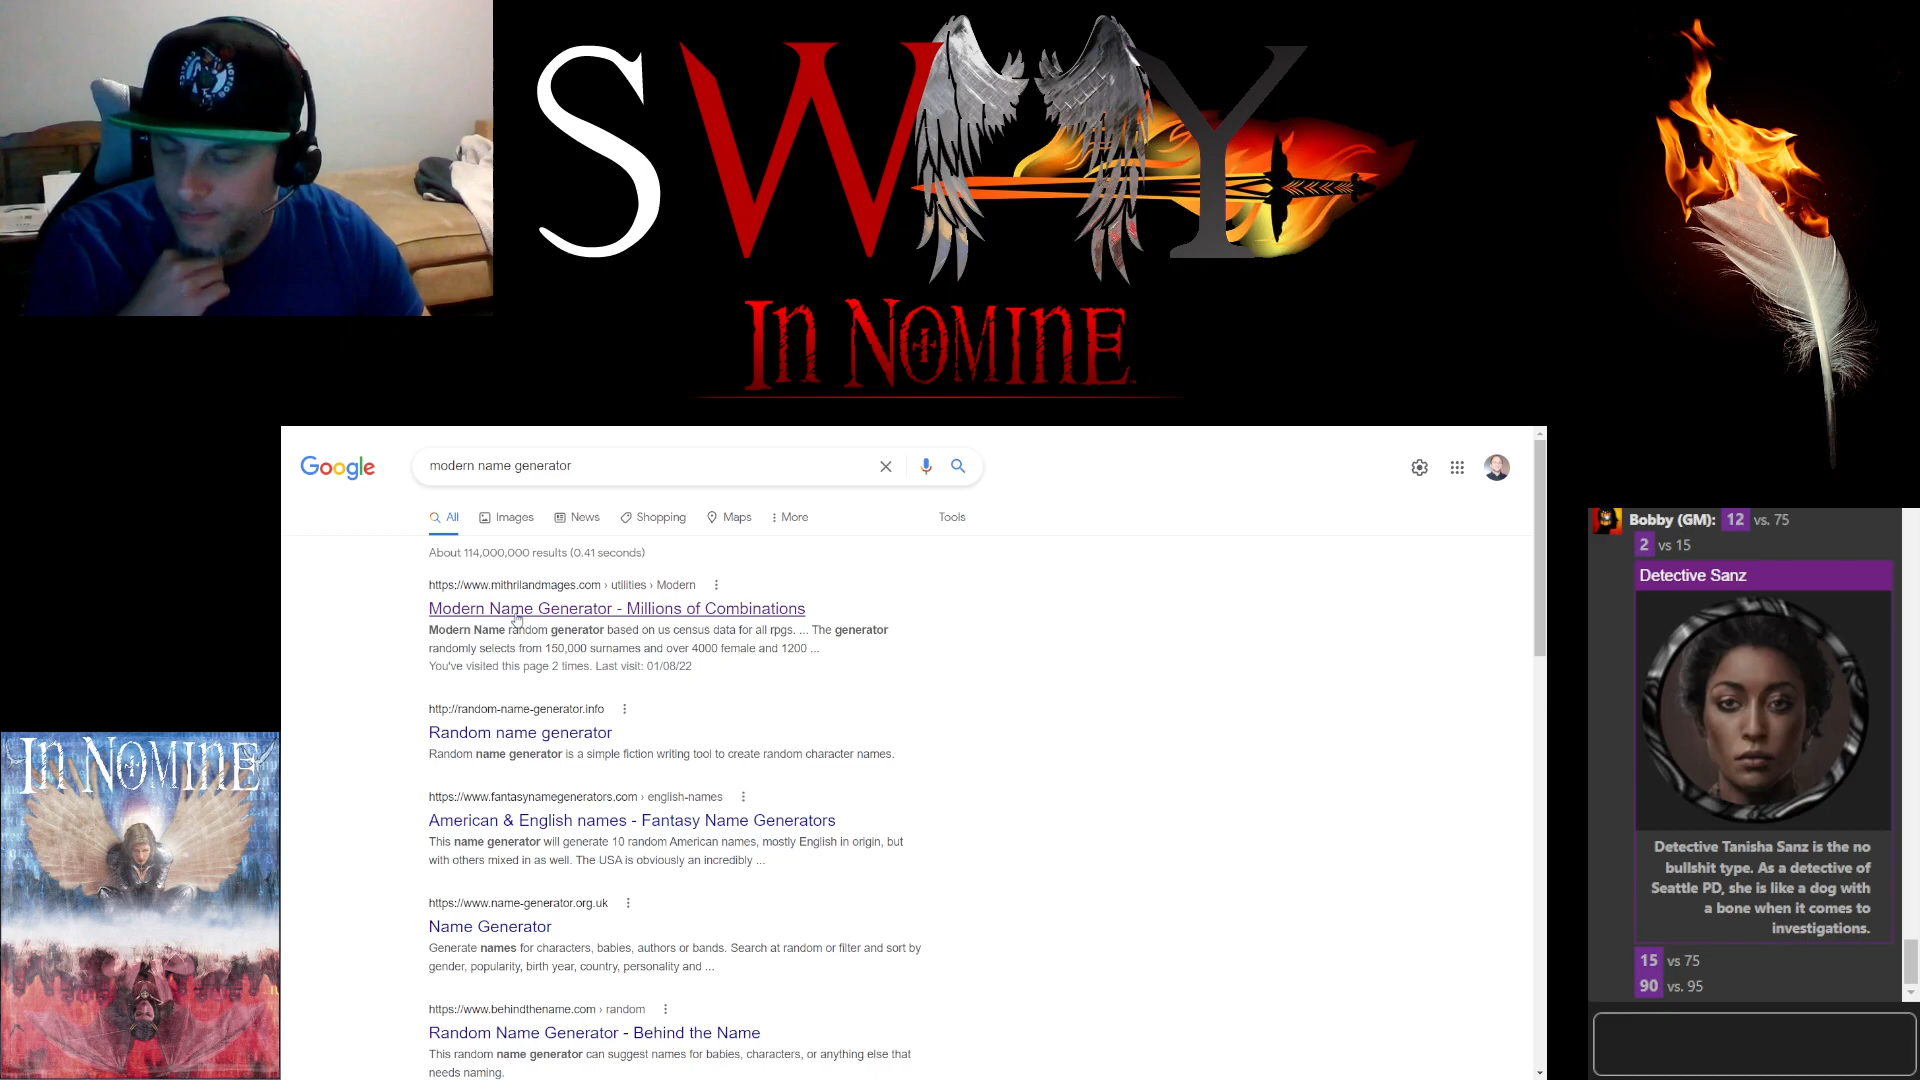 SWAY
IN NOMINE
Google
modern name generator
All
Images
News
Shopping
Maps
More
Tools
About 114,000,000 results (0.41 seconds)
https://www.mithrilandmages.com › utilities › Modern
Modern Name Generator - Millions of Combinations
Modern Name random generator based on us census data for all rpgs. ... The generator
randomly selects from 150,000 surnames and over 4000 female and 1200 ...
You've visited this page 2 times. Last visit: 01/08/22
http://random-name-generator.info
Random name generator
Random name generator is a simple fiction writing tool to create random character names.
https://www.fantasynamegenerators.com › english-names
American & English names - Fantasy Name Generators
This name generator will generate 10 random American names, mostly English in origin, but
with others mixed in as well. The USA is obviously an incredibly ...
https://www.name-generator.org.uk
Name Generator
Generate names for characters, babies, authors or bands. Search at random or filter and sort by
gender, popularity, birth year, country, personality and ...
https://www.behindthename.com › random
Random Name Generator - Behind the Name
This random name generator can suggest names for babies, characters, or anything else that
needs naming.
Bobby (GM): 12 vs. 75
2 vs 15
Detective Sanz
Detective Tanisha Sanz is the no
bullshit type. As a detective of
Seattle PD, she is like a dog with
a bone when it comes to
investigations.
15 vs 75
90 vs. 95
IN NOMINE